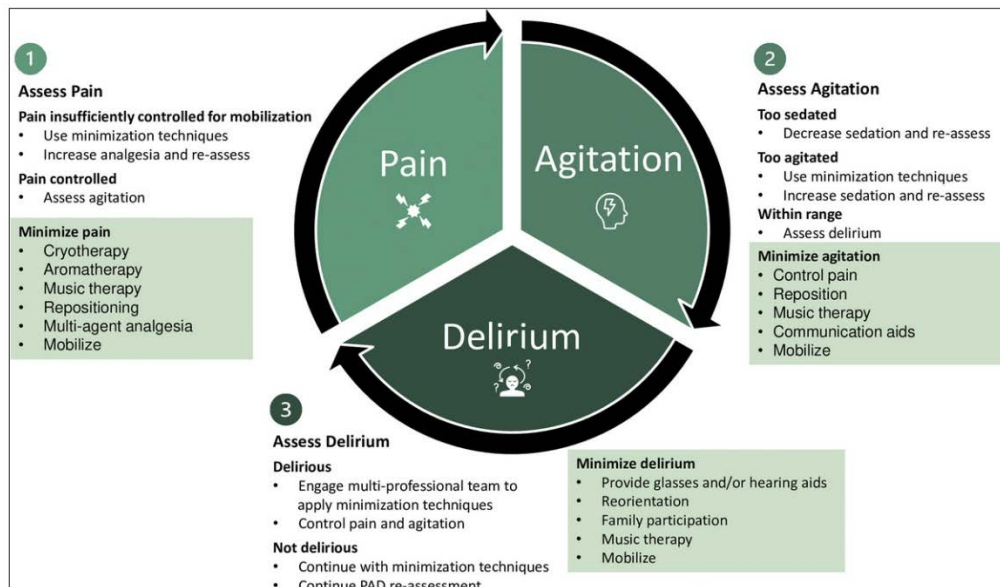 1
Assess Pain
Pain insufficiently controlled for mobilization
• Use minimization techniques
• Increase analgesia and re-assess
Pain controlled
• Assess agitation
Minimize pain
• Cryotherapy
• Aromatherapy
• Music therapy
• Repositioning
• Multi-agent analgesia
• Mobilize
Pain
Agitation
Delirium
? ?
?
2
Assess Agitation
Too sedated
• Decrease sedation and re-assess
Too agitated
• Use minimization techniques
• Increase sedation and re-assess
Within range
• Assess delirium
Minimize agitation
• Control pain
• Reposition
• Music therapy
• Communication aids
• Mobilize
3
Assess Delirium
Delirious
• Engage multi-professional team to
apply minimization techniques
• Control pain and agitation
Not delirious
• Continue with minimization techniques
• Continue PAD re-assessment
Minimize delirium
• Provide glasses and/or hearing aids
• Reorientation
• Family participation
• Music therapy
• Mobilize